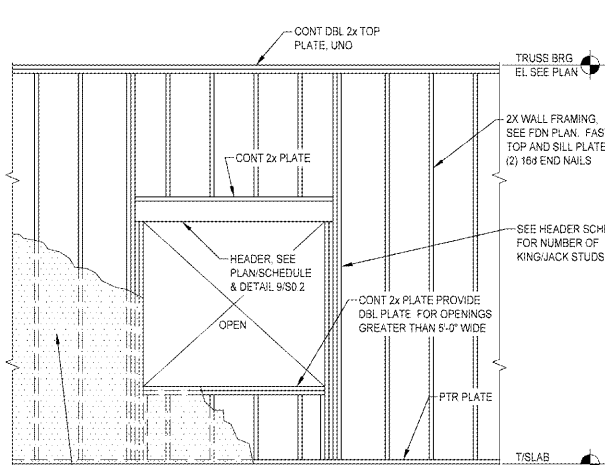 CONT DBL 2x TOP
PLATE, UNO
TRUSS BRG
EL SEE PLAN
2X WALL FRAMING,
SEE FDN PLAN. FAS
TOP AND SILL PLATE
(2) 16d END NAILS
CONT 2x PLATE
SEE HEADER SCHE
FOR NUMBER OF
KING/JACK STUDS
HEADER, SEE
PLAN/SCHEDULE
& DETAIL 9/S0.2
CONT 2x PLATE PROVIDE
DBL PLATE FOR OPENINGS
GREATER THAN 5'-0" WIDE
OPEN
PTR PLATE
T/SLAB